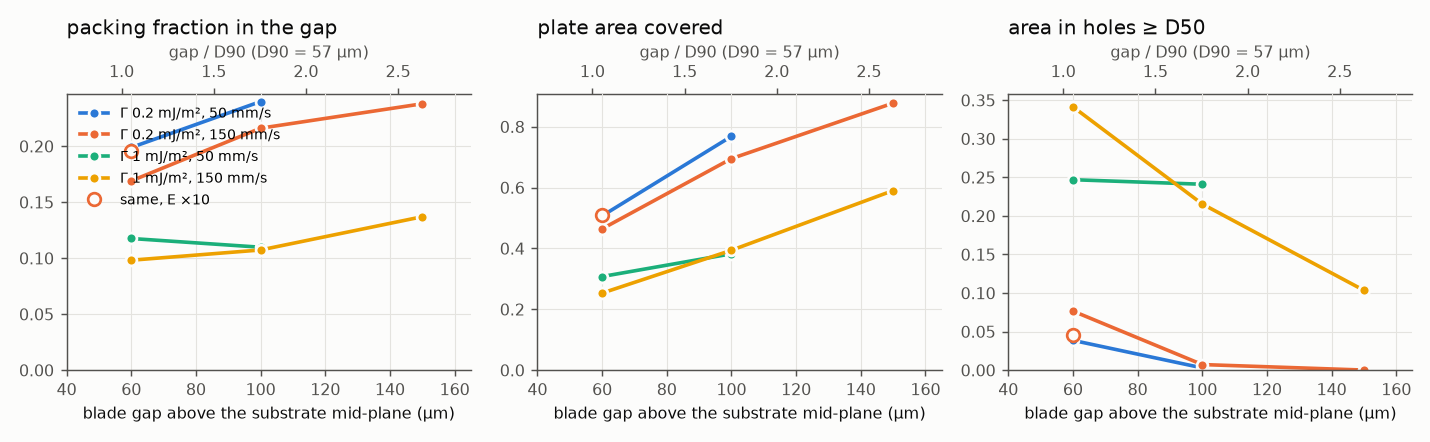 packing fraction in the gap
gap / D90 (D90 = 57 µm)
1.0 1.5 2.0 2.5
Γ 0.2 mJ/m², 50 mm/s
Γ 0.2 mJ/m², 150 mm/s
Γ 1 mJ/m², 50 mm/s
Γ 1 mJ/m², 150 mm/s
same, E ×10
0.20
0.15
0.10
0.05
0.00
40 60 80 100 120 140 160
blade gap above the substrate mid-plane (µm)
plate area covered
gap / D90 (D90 = 57 µm)
1.0 1.5 2.0 2.5
0.8
0.6
0.4
0.2
0.0
40 60 80 100 120 140 160
blade gap above the substrate mid-plane (µm)
area in holes ≥ D50
gap / D90 (D90 = 57 µm)
1.0 1.5 2.0 2.5
0.35
0.30
0.25
0.20
0.15
0.10
0.05
0.00
40 60 80 100 120 140 160
blade gap above the substrate mid-plane (µm)